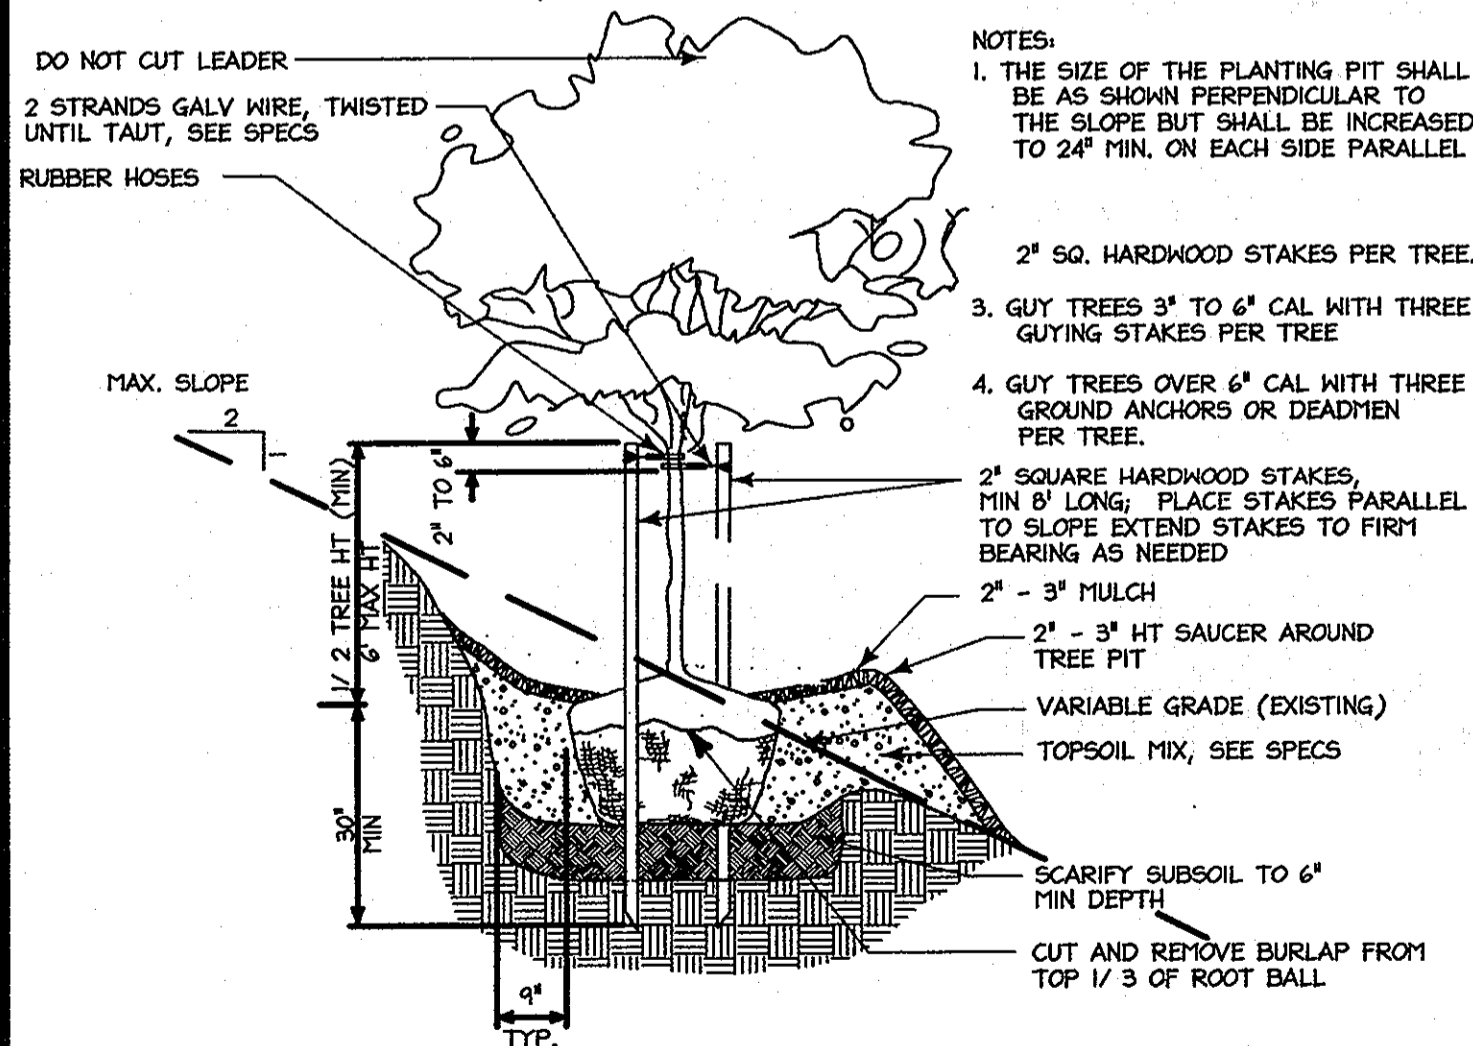 DO NOT CUT LEADER
2 STRANDS GALV WIRE, TWISTED
UNTIL TAUT, SEE SPECS
RUBBER HOSES
NOTES:
1. THE SIZE OF THE PLANTING PIT SHALL
BE AS SHOWN PERPENDICULAR TO
THE SLOPE BUT SHALL BE INCREASED
TO 24" MIN. ON EACH SIDE PARALLEL
2" SQ. HARDWOOD STAKES PER TREE.
3. GUY TREES 3" TO 6" CAL WITH THREE
GUYING STAKES PER TREE
4. GUY TREES OVER 6" CAL WITH THREE
GROUND ANCHORS OR DEADMEN
PER TREE.
MAX. SLOPE
2
1
2" TO 6"
1/ 2 TREE HT (MIN)
6' MAX HT
30"
MIN
9"
TYP.
2" SQUARE HARDWOOD STAKES,
MIN 8' LONG; PLACE STAKES PARALLEL
TO SLOPE EXTEND STAKES TO FIRM
BEARING AS NEEDED
2" - 3" MULCH
2" - 3" HT SAUCER AROUND
TREE PIT
VARIABLE GRADE (EXISTING)
TOPSOIL MIX, SEE SPECS
SCARIFY SUBSOIL TO 6"
MIN DEPTH
CUT AND REMOVE BURLAP FROM
TOP 1/ 3 OF ROOT BALL